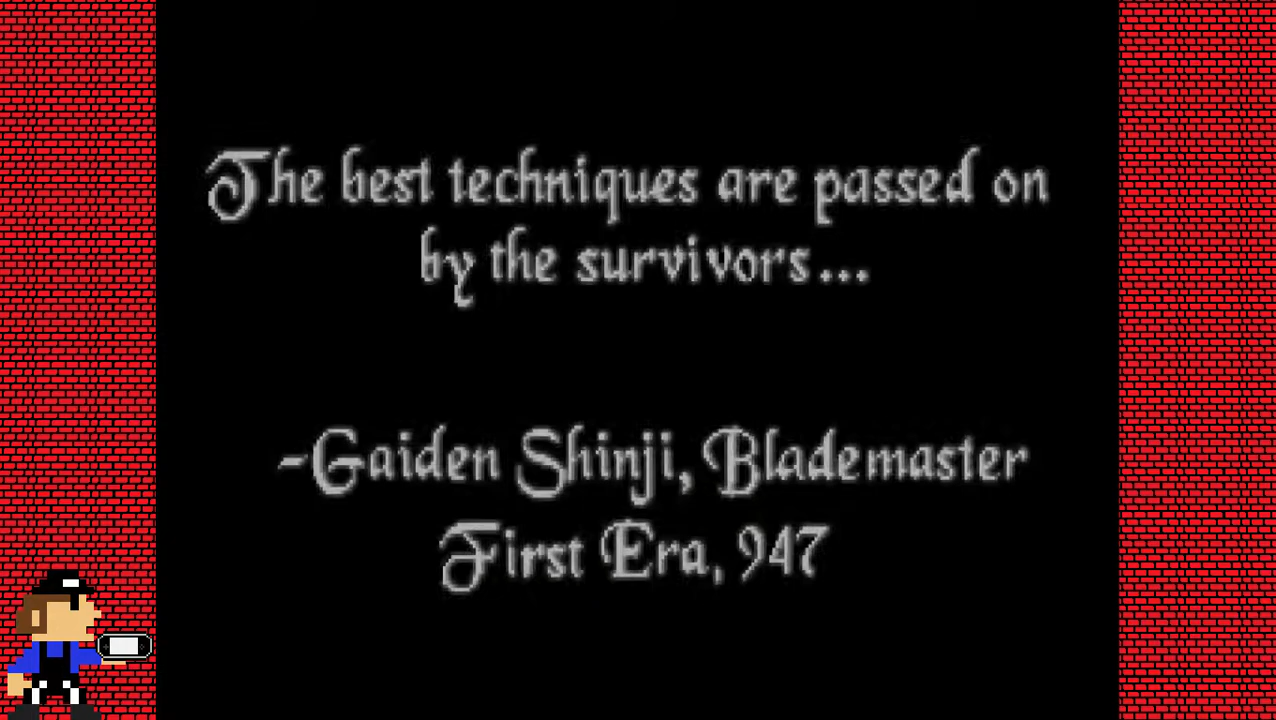 The best techniques are passed on
by the survivors...
-Gaiden Shinji, Blademaster
First Era, 947